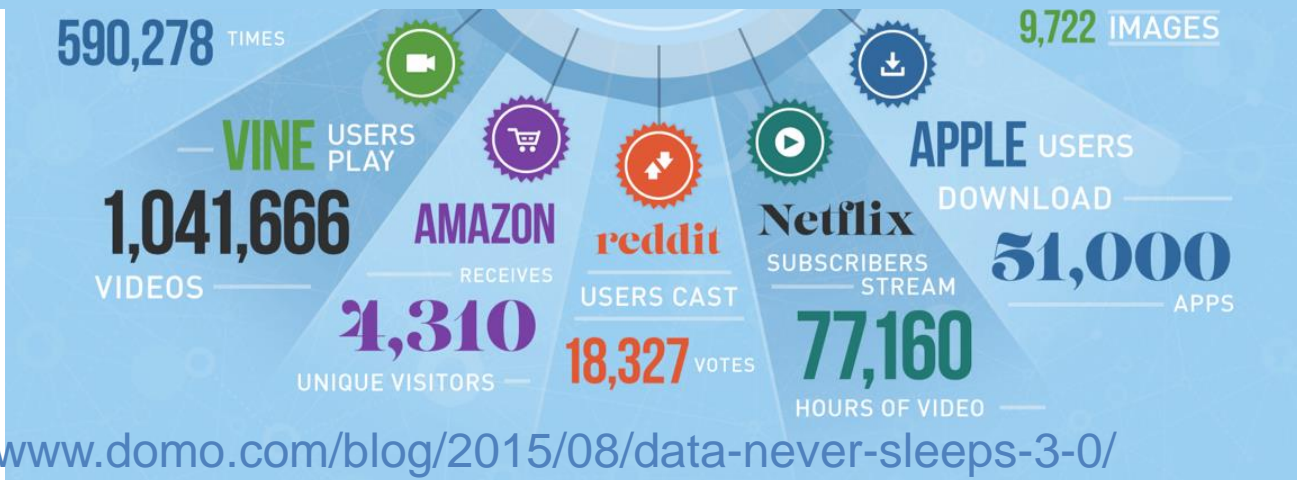 590,278 TIMES
9,722 IMAGES
VINE USERS
PLAY
1,041,666
VIDEOS
AMAZON
RECEIVES
4,310
UNIQUE VISITORS
reddit
USERS CAST
18,327 VOTES
Netflix
SUBSCRIBERS
STREAM
77,160
HOURS OF VIDEO
APPLE USERS
DOWNLOAD
51,000
APPS
www.domo.com/blog/2015/08/data-never-sleeps-3-0/